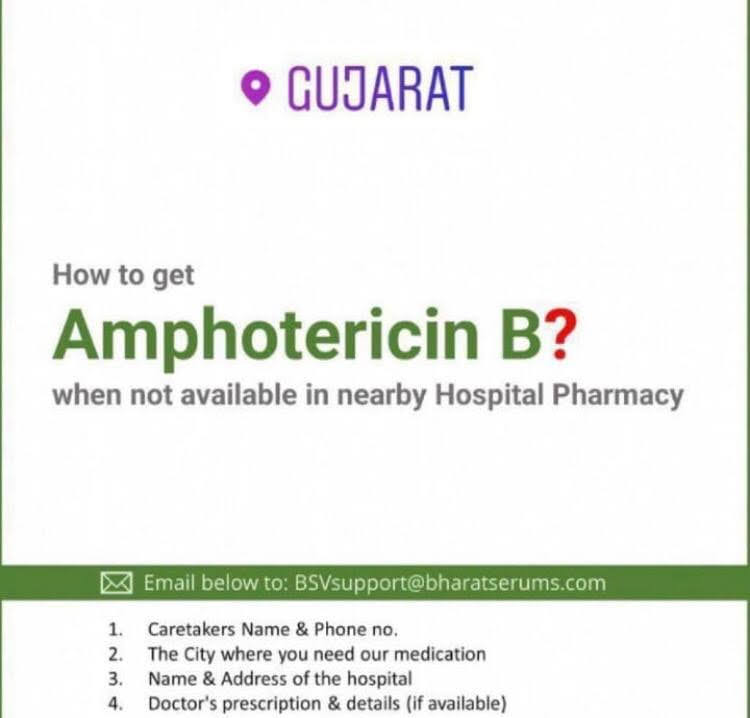 GUJARAT
How to get
Amphotericin B?
when not available in nearby Hospital Pharmacy
Email below to: BSVsupport@bharatserums.com
1. Caretakers Name & Phone no.
2. The City where you need our medication
3. Name & Address of the hospital
4. Doctor's prescription & details (if available)